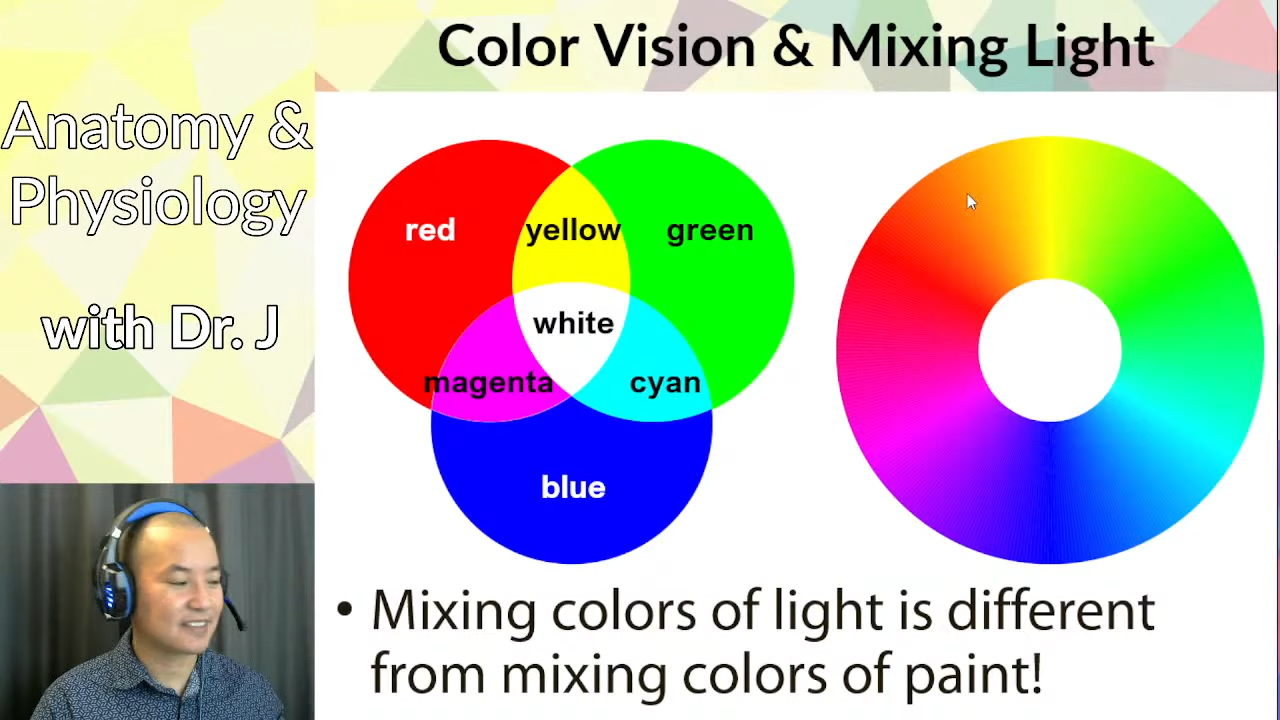 Color Vision & Mixing Light
Anatomy &
Physiology
with Dr. J
red
yellow
green
white
magenta
cyan
blue
• Mixing colors of light is different
from mixing colors of paint!